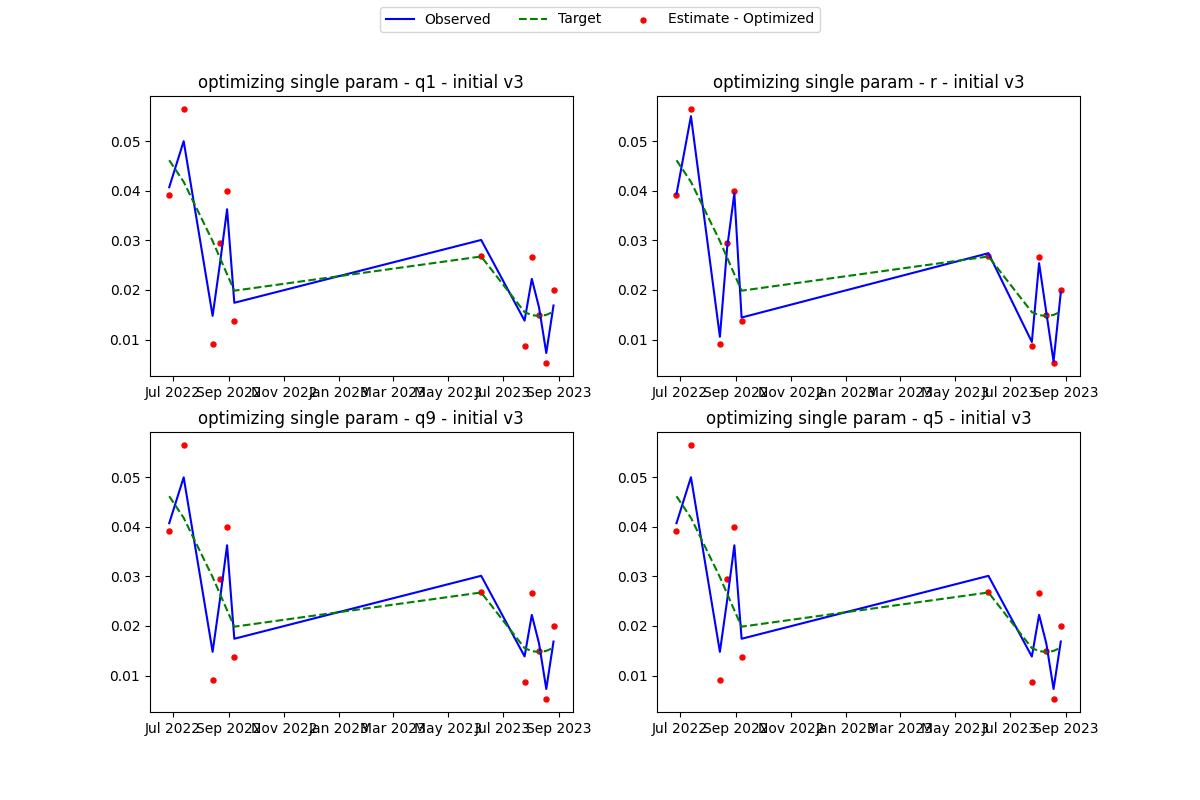 Observed Target Estimate - Optimized
optimizing single param - q1 - initial v3
optimizing single param - r - initial v3
0.05
0.04
0.03
0.02
0.01
Jul 2022 Sep 2022 Nov 2022 Jan 2023 Mar 2023 May 2023 Jul 2023 Sep 2023
0.05
0.04
0.03
0.02
0.01
Jul 2022 Sep 2022 Nov 2022 Jan 2023 Mar 2023 May 2023 Jul 2023 Sep 2023
optimizing single param - q9 - initial v3
optimizing single param - q5 - initial v3
0.05
0.04
0.03
0.02
0.01
Jul 2022 Sep 2022 Nov 2022 Jan 2023 Mar 2023 May 2023 Jul 2023 Sep 2023
0.05
0.04
0.03
0.02
0.01
Jul 2022 Sep 2022 Nov 2022 Jan 2023 Mar 2023 May 2023 Jul 2023 Sep 2023